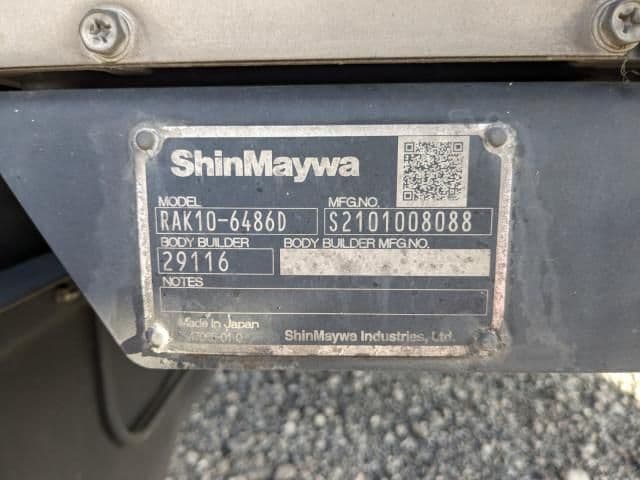 ShinMaywa
MODEL MFG.NO.
RAK10-6486D S2101008088
BODY BUILDER BODY BUILDER MFG.NO.
29116
NOTES
Made in Japan
ShinMaywa Industries, Ltd.